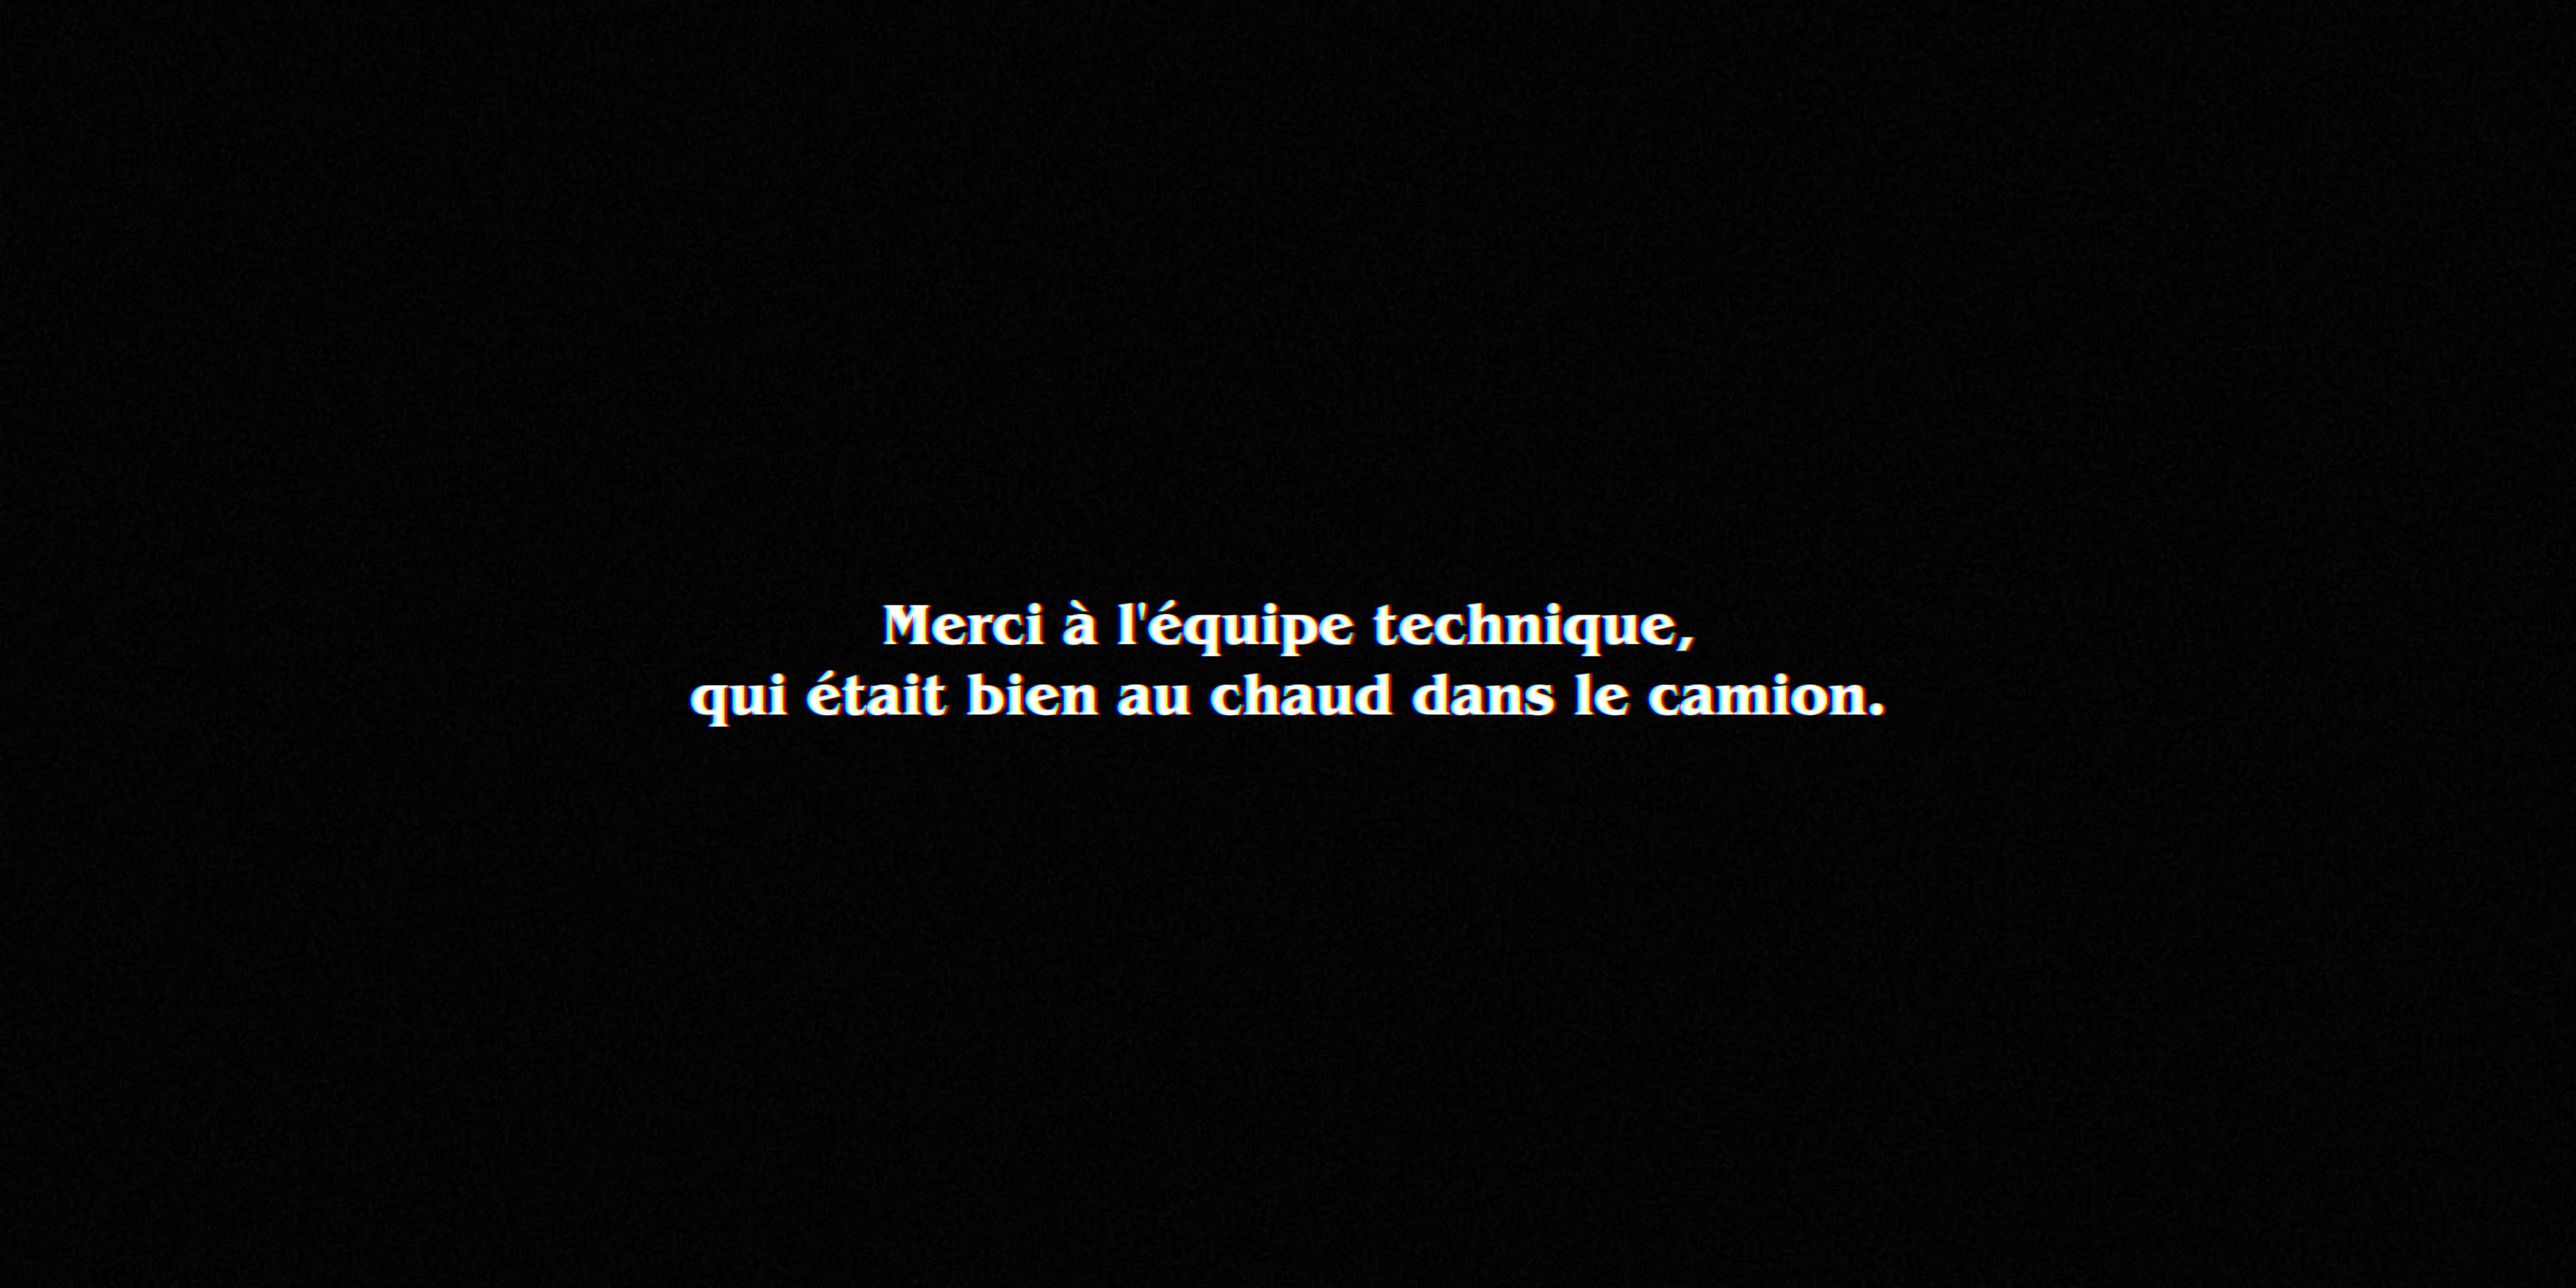 Merci à l'équipe technique,
qui était bien au chaud dans le camion.